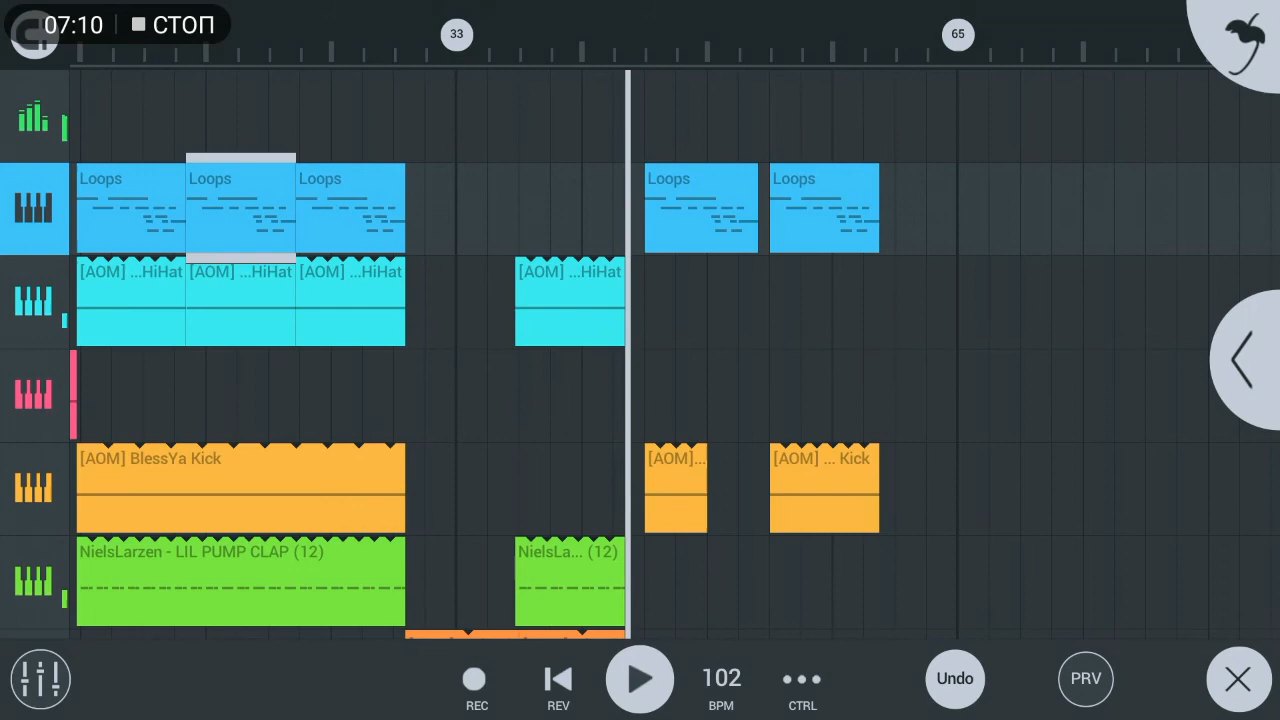 07:10 СТОП
33
65
Loops Loops Loops Loops Loops
[AOM] ...HiHat [AOM] ...HiHat [AOM] ...HiHat [AOM] ...HiHat
[AOM] BlessYa Kick [AOM]... [AOM] ... Kick
NielsLarzen - LIL PUMP CLAP (12) NielsLa... (12)
102 Undo PRV
REC REV BPM CTRL